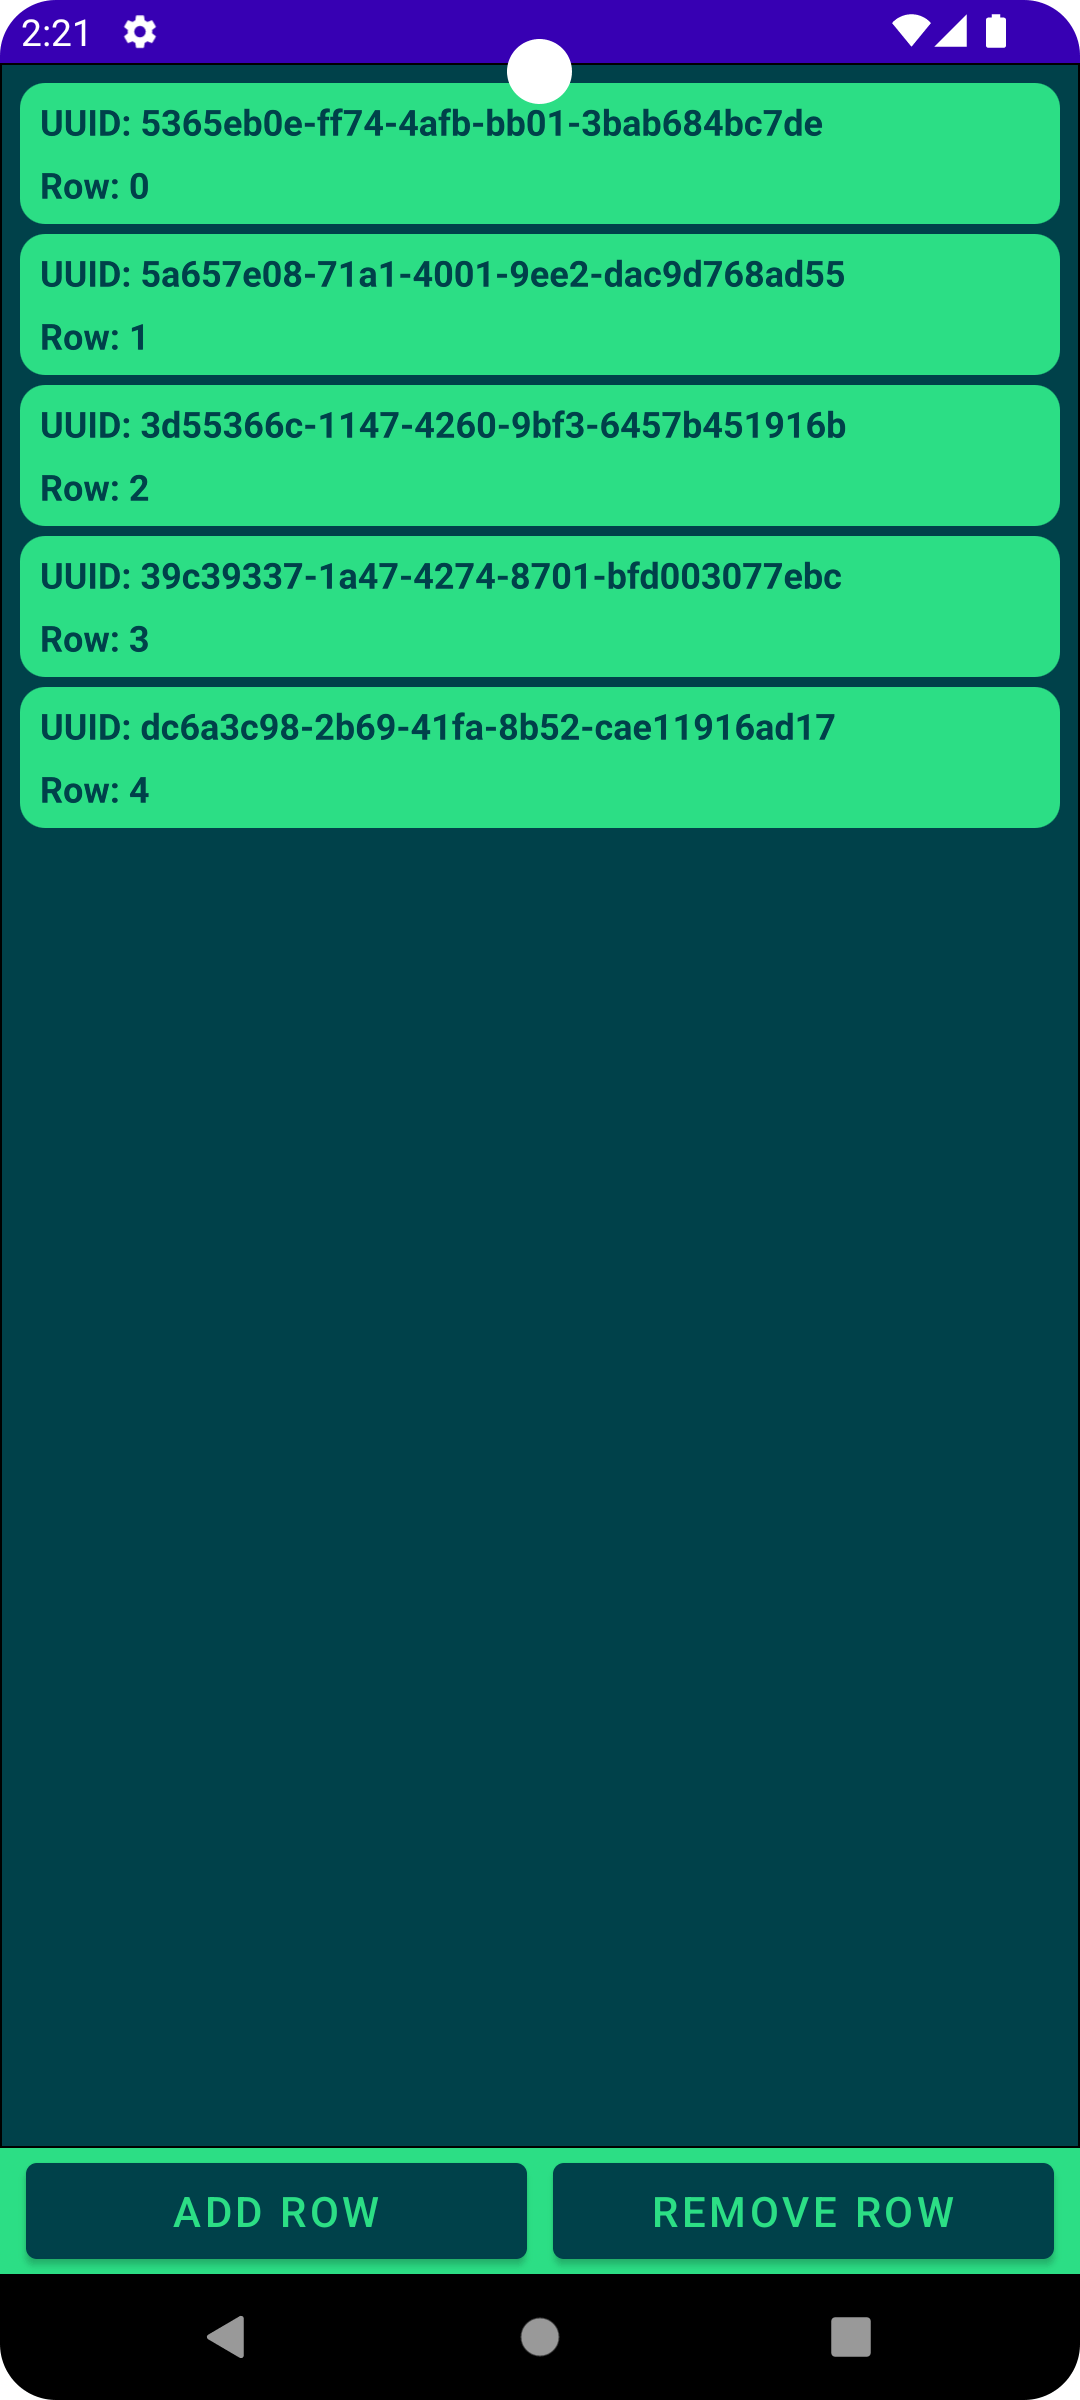 2:21
UUID: 5365eb0e-ff74-4afb-bb01-3bab684bc7de
Row: 0
UUID: 5a657e08-71a1-4001-9ee2-dac9d768ad55
Row: 1
UUID: 3d55366c-1147-4260-9bf3-6457b451916b
Row: 2
UUID: 39c39337-1a47-4274-8701-bfd003077ebc
Row: 3
UUID: dc6a3c98-2b69-41fa-8b52-cae11916ad17
Row: 4
ADD ROW
REMOVE ROW